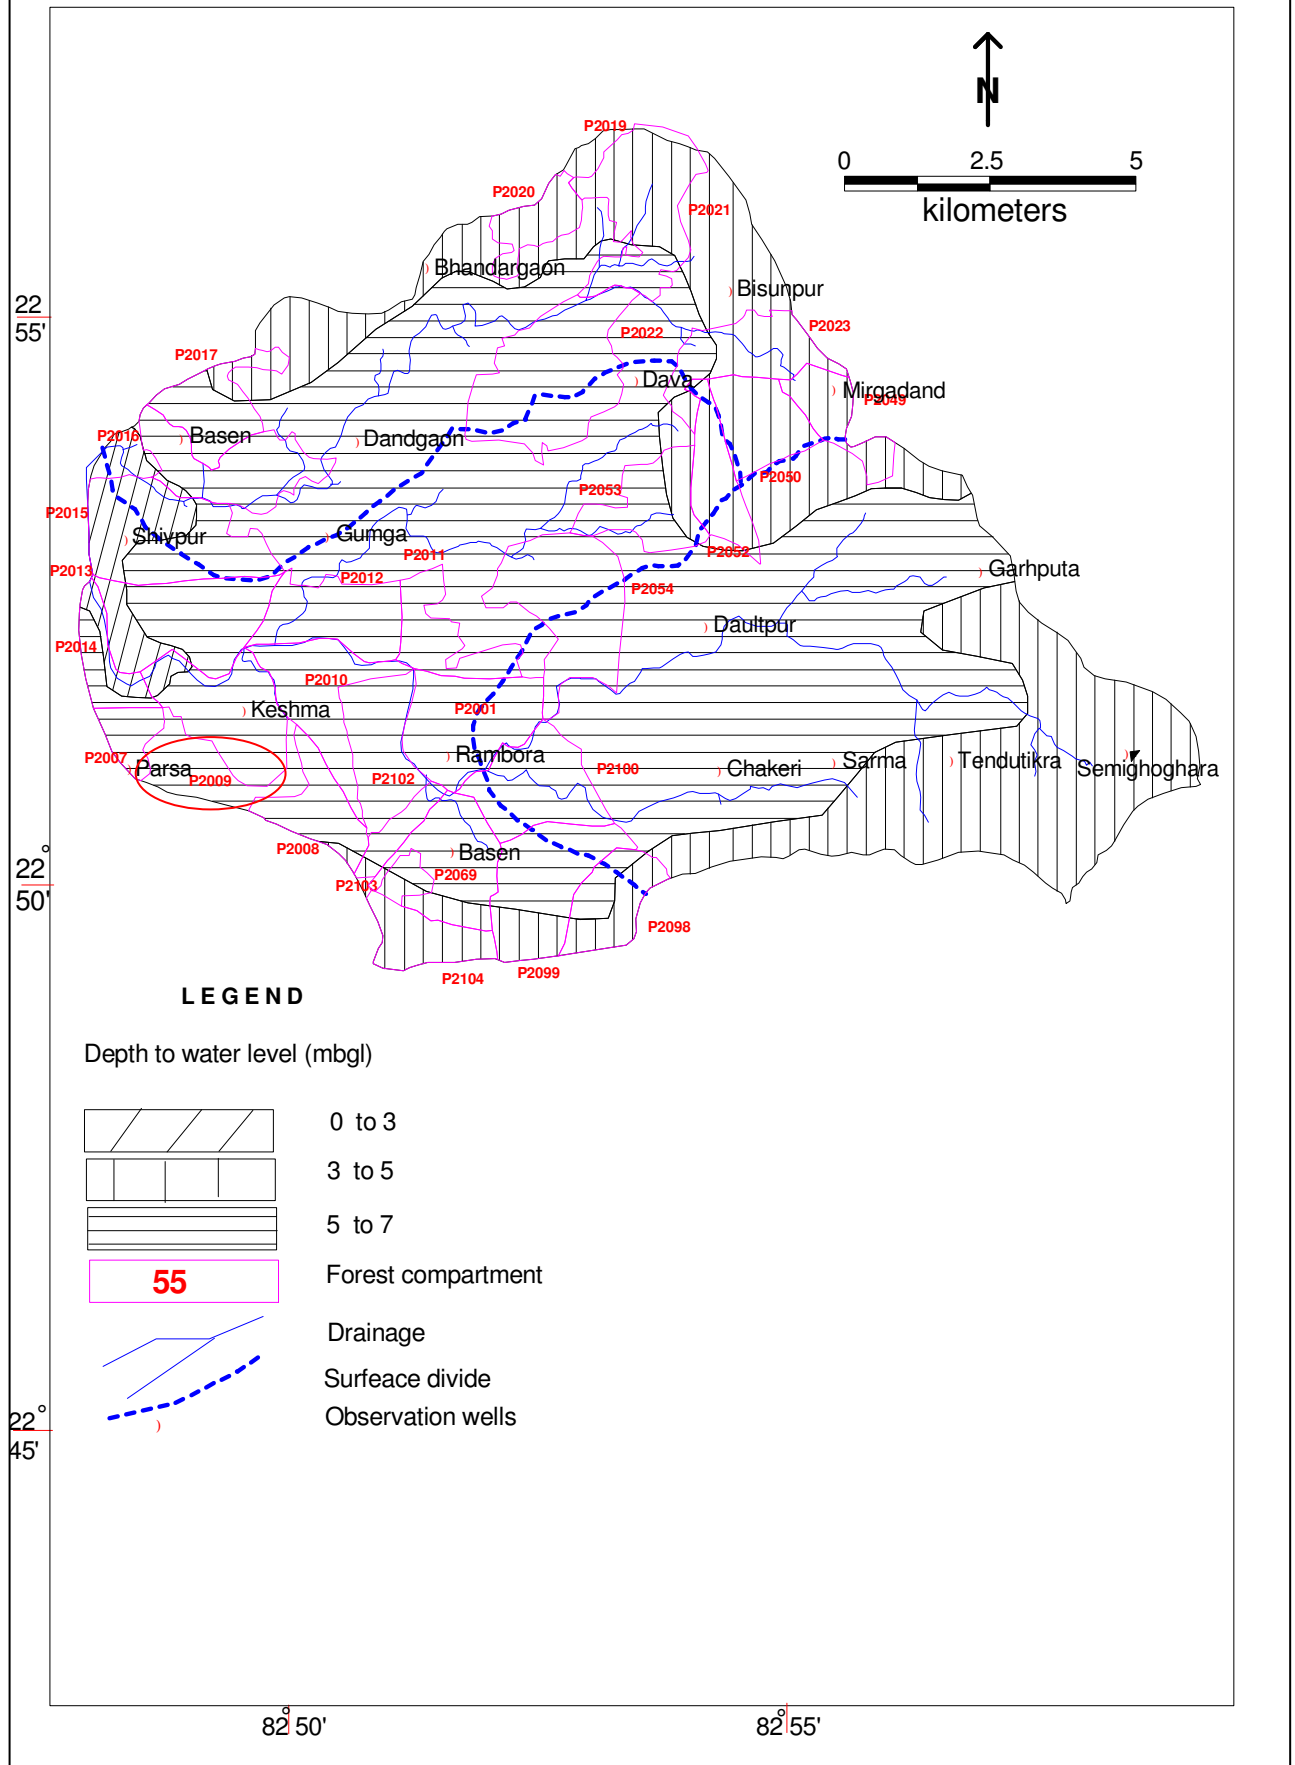 N
0 2.5 5
kilometers
P2019
P2020
P2021
Bhandargaon
Bisunpur
22
55'
P2022
P2023
P2017
Dava
Mirgadand
P2049
P2016
Basen
Dandgaon
P2050
P2053
P2015
Shivpur
Gumga
P2011
P2052
P2013
P2012
Garhputa
P2054
Daultpur
P2014
P2010
Keshma
P2001
Rambora
P2007
Parsa
P2009
P2102
P2100
Chakeri
Sarma
Tendutikra
Semighoghara
P2008
Basen
22°
50'
P2103
P2069
P2098
P2104
P2099
LEGEND
Depth to water level (mbgl)
0 to 3
3 to 5
5 to 7
55
Forest compartment
Drainage
Surfeace divide
Observation wells
22°
45'
82°50'
82°55'